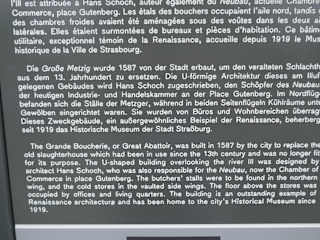 Ill est attribuée à Hans Schoch, auteur également du Neubau, actuelle Chambre
Commerce, place Gutenberg. Les étals des bouchers occupaient l'aile nord, tandis
des chambres froides avaient été aménagées sous des voûtes dans les deux
latérales. Elles étaient surmontées de bureaux et pièces d'habitation. Ce bâtim
utilitaire, exceptionnel témoin de la Renaissance, accueille depuis 1919 le Mus
historique de la Ville de Strasbourg.
Die Große Metzig wurde 1587 von der Stadt erbaut, um den veralteten Schlachth
aus dem 13. Jahrhundert zu ersetzen. Die U-förmige Architektur dieses am Illuf
gelegenen Gebäudes wird Hans Schoch zugeschrieben, den Schöpfer des Neubau
der heutigen Industrie- und Handelskammer an der Place Gutenberg. Im Nordflüge
befanden sich die Ställe der Metzger, während in beiden Seitenflügeln Kühlräume unte
Gewölben eingerichtet waren. Sie wurden von Büros und Wohnbereichen überrag
Dieses Zweckgebäude, ein außergewöhnliches Beispiel der Renaissance, beherberg
seit 1919 das Historische Museum der Stadt Straßburg.
The Grande Boucherie, or Great Abattoir, was built in 1587 by the city to replace the
old slaughterhouse which had been in use since the 13th century and was no longer fit
for its purpose. The U-shaped building overlooking the river Ill was designed by
architect Hans Schoch, who was also responsible for the Neubau, now the Chamber of
Commerce in place Gutenberg. The butchers' stalls were to be found in the northern
wing, and the cold stores in the vaulted side wings. The floor above the stores was
occupied by offices and living quarters. The building is an outstanding example of
Renaissance architecture and has been home to the city's Historical Museum since
1919.